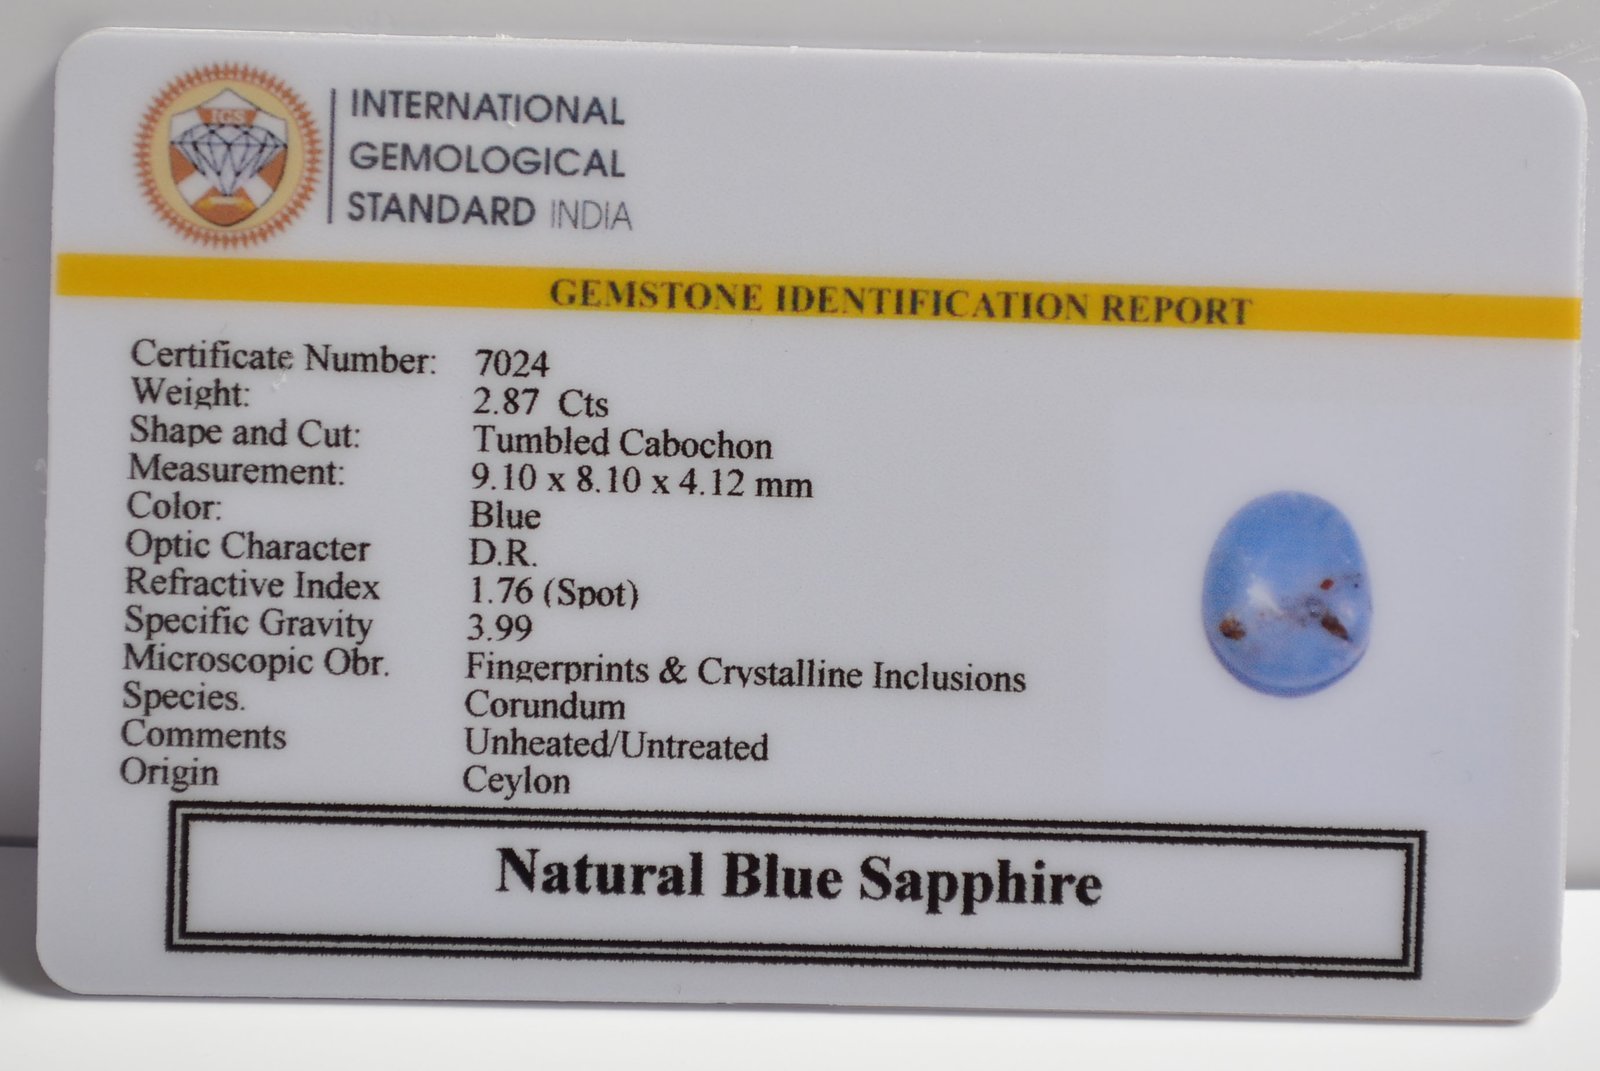 IGS
INTERNATIONAL
GEMOLOGICAL
STANDARD INDIA
GEMSTONE IDENTIFICATION REPORT
Certificate Number: 7024
Weight: 2.87 Cts
Shape and Cut: Tumbled Cabochon
Measurement: 9.10 x 8.10 x 4.12 mm
Color: Blue
Optic Character D.R.
Refractive Index 1.76 (Spot)
Specific Gravity 3.99
Microscopic Obr. Fingerprints & Crystalline Inclusions
Species. Corundum
Comments Unheated/Untreated
Origin Ceylon
Natural Blue Sapphire